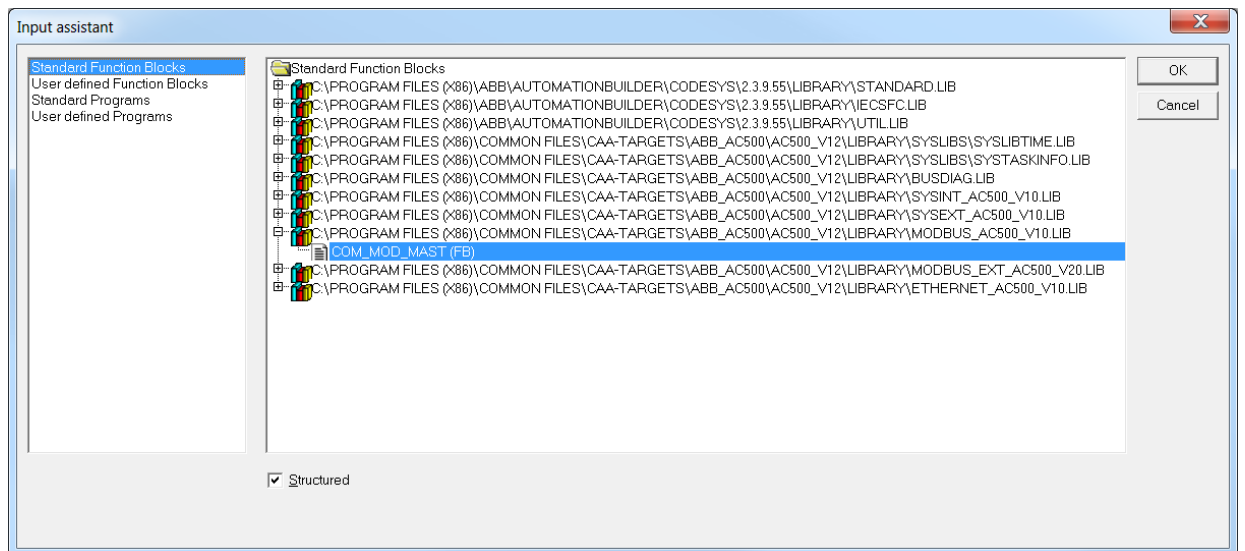 Input assistant
Standard Function Blocks
User defined Function Blocks
Standard Programs
User defined Programs
Standard Function Blocks
C:\PROGRAM FILES (X86)\ABB\AUTOMATIONBUILDER\CODESYS\2.3.9.55\LIBRARY\STANDARD.LIB
C:\PROGRAM FILES (X86)\ABB\AUTOMATIONBUILDER\CODESYS\2.3.9.55\LIBRARY\IECSFC.LIB
C:\PROGRAM FILES (X86)\ABB\AUTOMATIONBUILDER\CODESYS\2.3.9.55\LIBRARY\UTIL.LIB
C:\PROGRAM FILES (X86)\COMMON FILES\CAA-TARGETS\ABB_AC500\AC500_V12\LIBRARY\SYSLIBS\SYSLIBTIME.LIB
C:\PROGRAM FILES (X86)\COMMON FILES\CAA-TARGETS\ABB_AC500\AC500_V12\LIBRARY\SYSLIBS\SYSTASKINFO.LIB
C:\PROGRAM FILES (X86)\COMMON FILES\CAA-TARGETS\ABB_AC500\AC500_V12\LIBRARY\BUSDIAG.LIB
C:\PROGRAM FILES (X86)\COMMON FILES\CAA-TARGETS\ABB_AC500\AC500_V12\LIBRARY\SYSINT_AC500_V10.LIB
C:\PROGRAM FILES (X86)\COMMON FILES\CAA-TARGETS\ABB_AC500\AC500_V12\LIBRARY\SYSEXT_AC500_V10.LIB
C:\PROGRAM FILES (X86)\COMMON FILES\CAA-TARGETS\ABB_AC500\AC500_V12\LIBRARY\MODBUS_AC500_V10.LIB
COM_MOD_MAST (FB)
C:\PROGRAM FILES (X86)\COMMON FILES\CAA-TARGETS\ABB_AC500\AC500_V12\LIBRARY\MODBUS_EXT_AC500_V20.LIB
C:\PROGRAM FILES (X86)\COMMON FILES\CAA-TARGETS\ABB_AC500\AC500_V12\LIBRARY\ETHERNET_AC500_V10.LIB
OK
Cancel
Structured